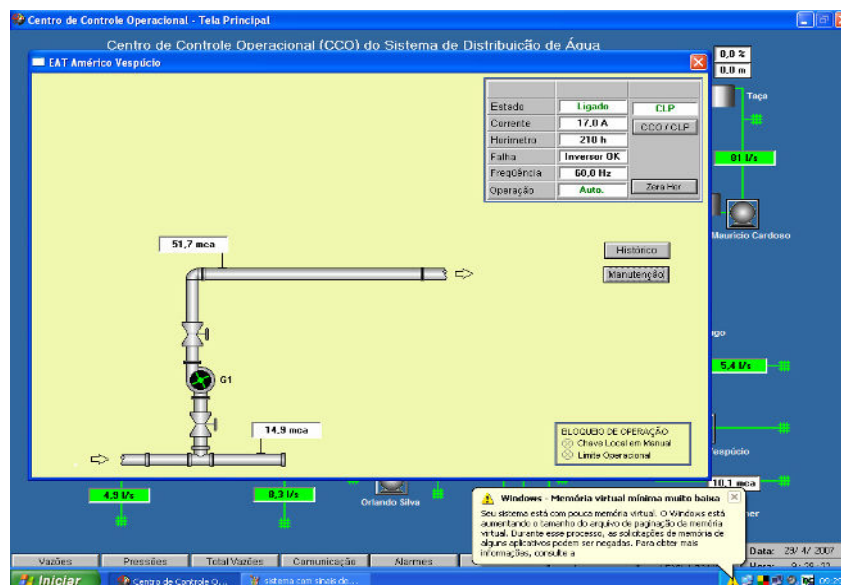 Centro de Controle Operacional - Tela Principal
Centro de Controle Operacional (CCO) do Sistema de Distribuição de Água
0,0 %
0,0 m
EAT Américo Vespúcio
Taça
Estado Ligado CLP
Corrente 17,0 A CCO / CLP
Horímetro 210 h
Falha Inversor OK
81 l/s
Freqüência 60,0 Hz
Operação Auto. Zera Hor
Mauricio Cardoso
51,7 mca
Histórico
Manutenção
5,4 l/s
G1
14,9 mca
BLOQUEIO DE OPERAÇÃO
Chave Local em Manual
Limite Operacional
espúcio
10,1 mca
4,9 l/s
8,3 l/s
Orlando Silva
Windows - Memória virtual mínima muito baixa
Seu sistema está com pouca memória virtual. O Windows está
aumentando o tamanho do arquivo de paginação da memória
virtual. Durante esse processo, as solicitações de memória de
alguns aplicativos podem ser negadas. Para obter mais
informações, consulte a
ner
Data: 29/ 4/ 2007
Vazões Pressões Total Vazões Comunicação Alarmes
Iniciar Centro de Controle O... sistema com sinais de... 09:29